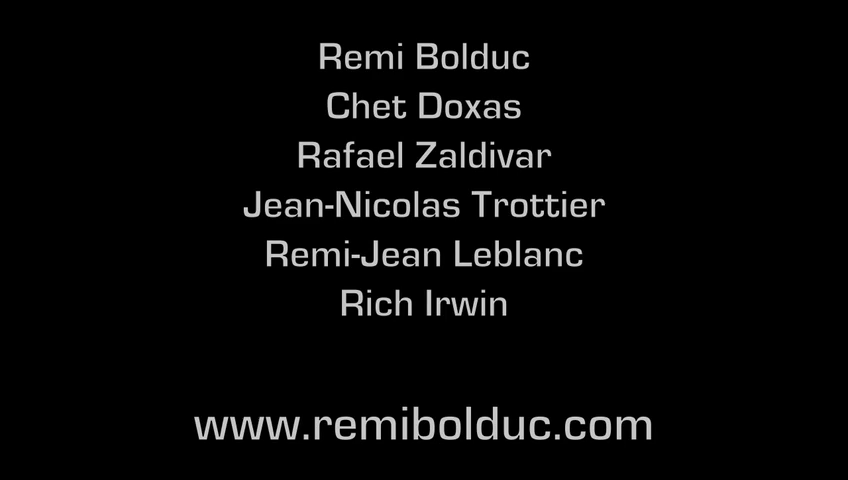 Remi Bolduc
Chet Doxas
Rafael Zaldivar
Jean-Nicolas Trottier
Remi-Jean Leblanc
Rich Irwin
www.remibolduc.com